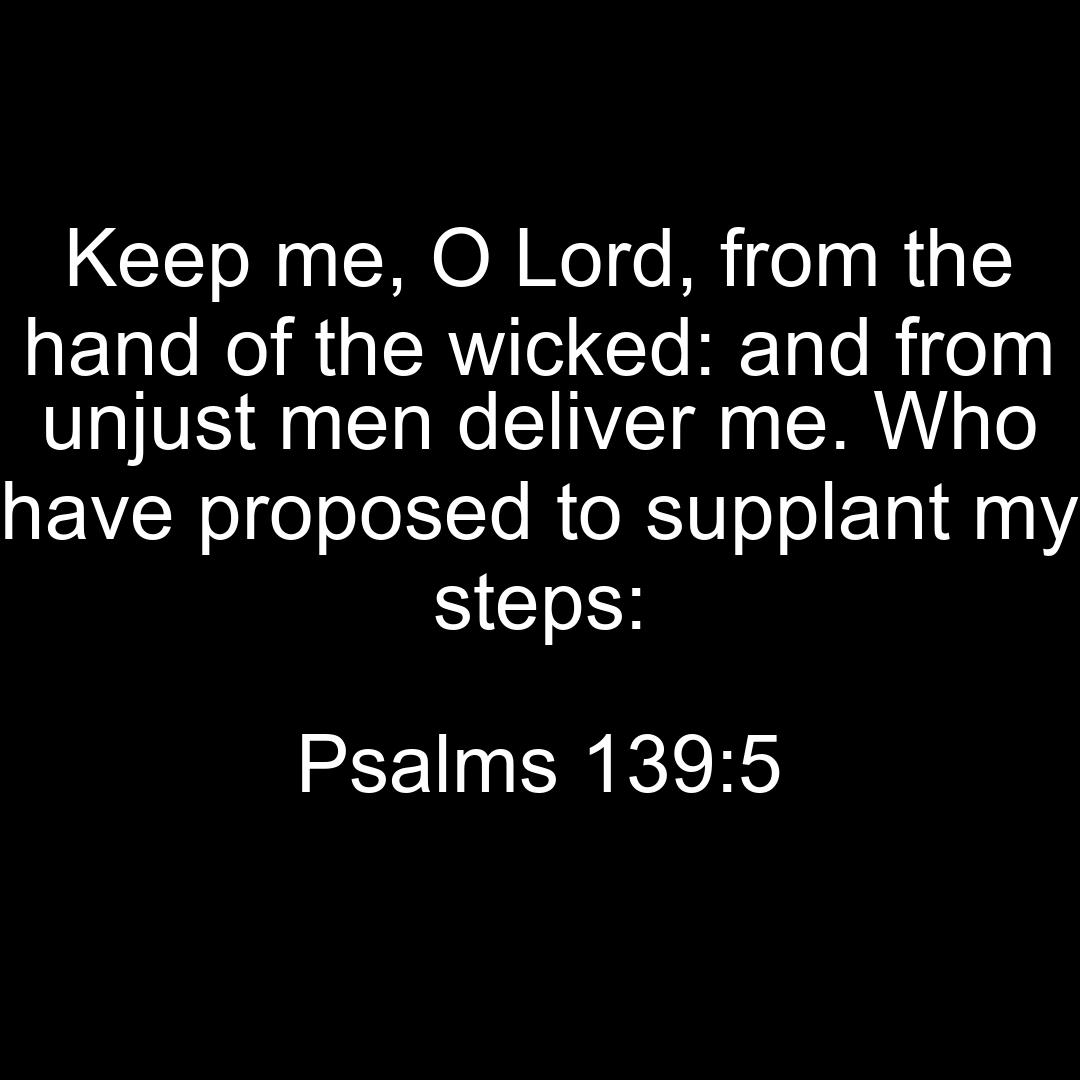 Keep me, O Lord, from the
hand of the wicked: and from
unjust men deliver me. Who
have proposed to supplant my
steps:
Psalms 139:5